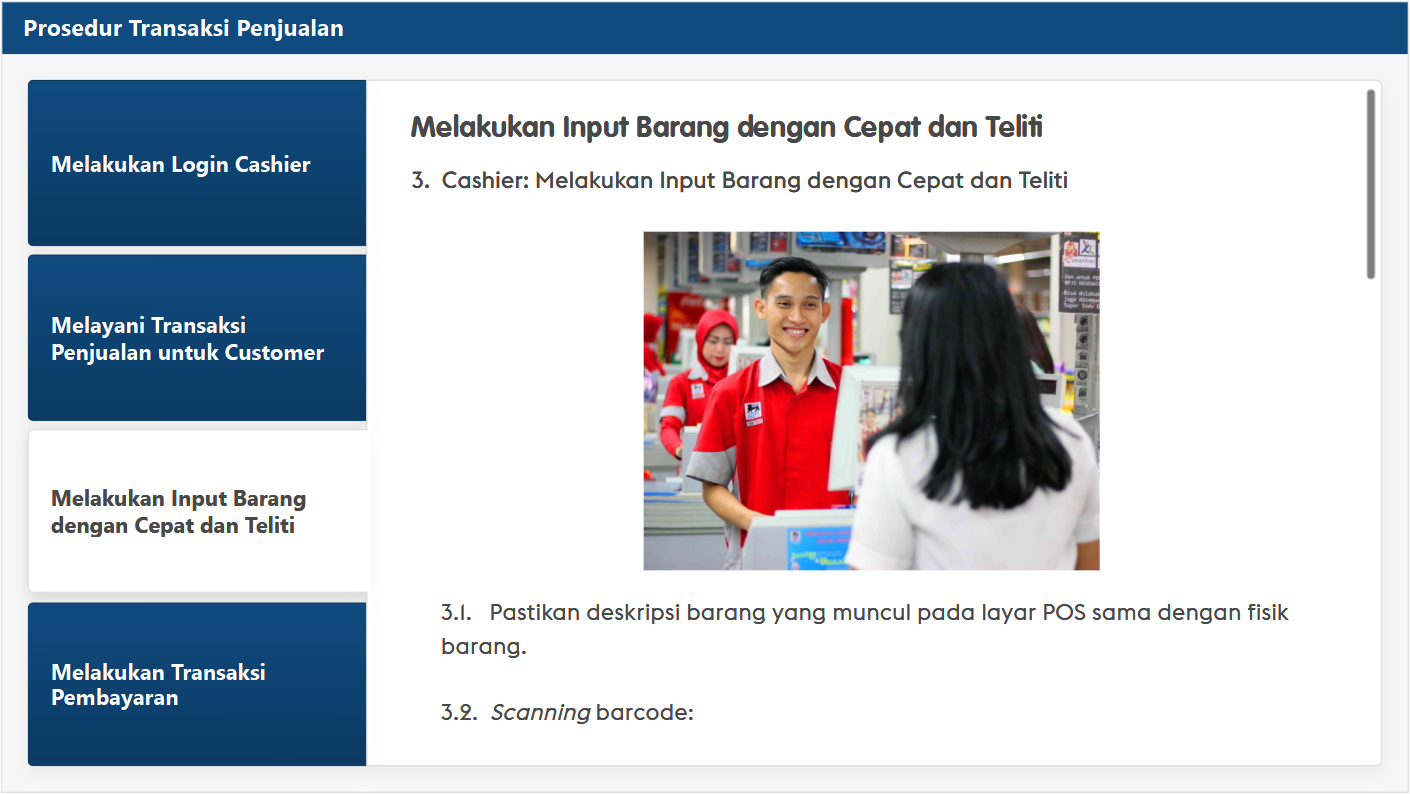 Prosedur Transaksi Penjualan
Melakukan Login Cashier
Melayani Transaksi
Penjualan untuk Customer
Melakukan Input Barang
dengan Cepat dan Teliti
Melakukan Transaksi
Pembayaran
Melakukan Input Barang dengan Cepat dan Teliti
3. Cashier: Melakukan Input Barang dengan Cepat dan Teliti
3.1. Pastikan deskripsi barang yang muncul pada layar POS sama dengan fisik
barang.
3.2. Scanning barcode: